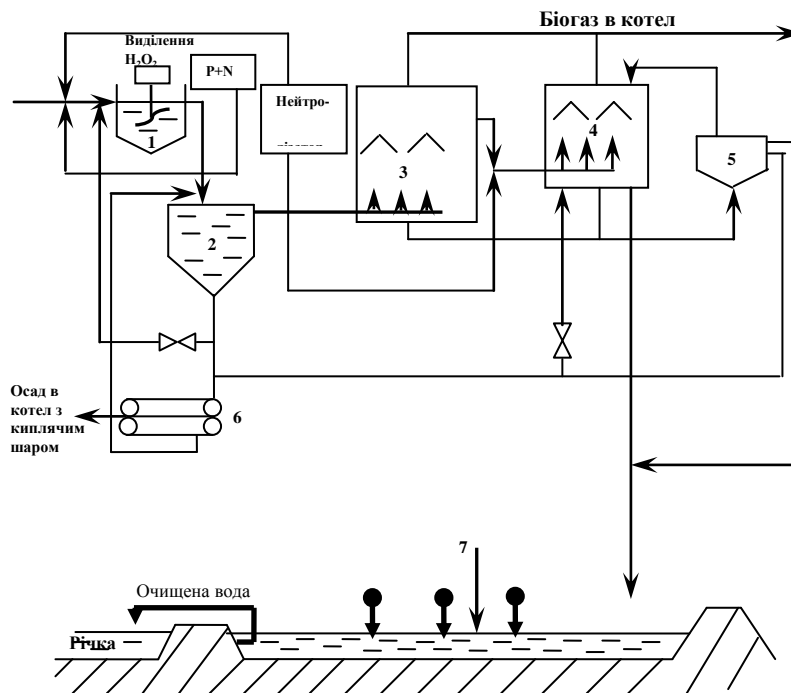 Біогаз в котел
Виділення
H₂O₂
P+N
Нейтро-
1
2
3
4
5
Осад в
котел з
киплячим
шаром
6
7
Очищена вода
Річка